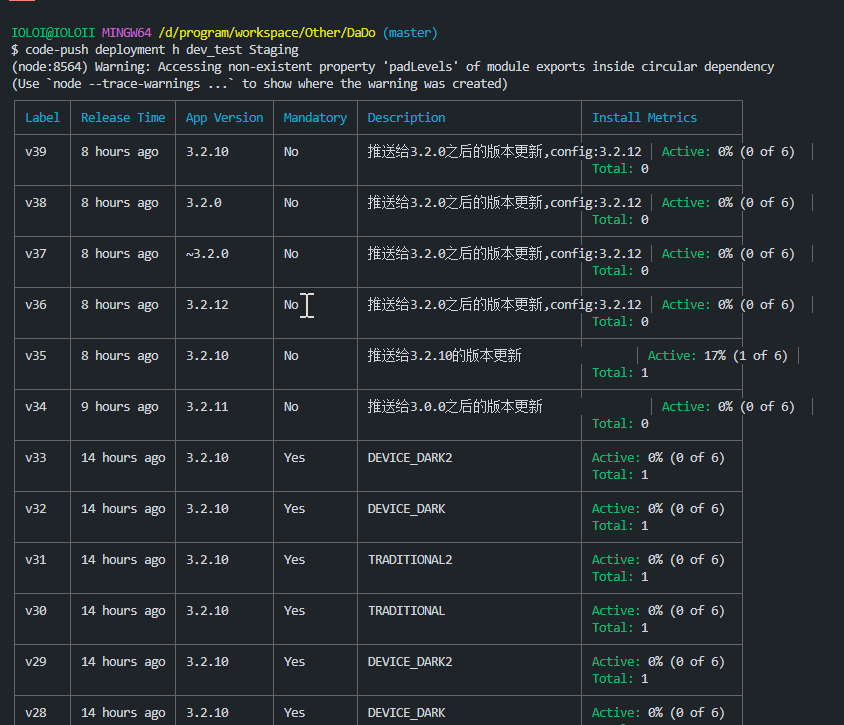 IOLOI@IOLOII MINGW64 /d/program/workspace/Other/DaDo (master)
$ code-push deployment h dev_test Staging
(node:8564) Warning: Accessing non-existent property 'padLevels' of module exports inside circular dependency
(Use `node --trace-warnings ...` to show where the warning was created)
Label Release Time App Version Mandatory Description Install Metrics
v39 8 hours ago 3.2.10 No 推送给3.2.0之后的版本更新,config:3.2.12 Active: 0% (0 of 6)
Total: 0
v38 8 hours ago 3.2.0 No 推送给3.2.0之后的版本更新,config:3.2.12 Active: 0% (0 of 6)
Total: 0
v37 8 hours ago ~3.2.0 No 推送给3.2.0之后的版本更新,config:3.2.12 Active: 0% (0 of 6)
Total: 0
v36 8 hours ago 3.2.12 No 推送给3.2.0之后的版本更新,config:3.2.12 Active: 0% (0 of 6)
Total: 0
v35 8 hours ago 3.2.10 No 推送给3.2.10的版本更新 Active: 17% (1 of 6)
Total: 1
v34 9 hours ago 3.2.11 No 推送给3.0.0之后的版本更新 Active: 0% (0 of 6)
Total: 0
v33 14 hours ago 3.2.10 Yes DEVICE_DARK2 Active: 0% (0 of 6)
Total: 1
v32 14 hours ago 3.2.10 Yes DEVICE_DARK Active: 0% (0 of 6)
Total: 1
v31 14 hours ago 3.2.10 Yes TRADITIONAL2 Active: 0% (0 of 6)
Total: 1
v30 14 hours ago 3.2.10 Yes TRADITIONAL Active: 0% (0 of 6)
Total: 1
v29 14 hours ago 3.2.10 Yes DEVICE_DARK2 Active: 0% (0 of 6)
Total: 1
v28 14 hours ago 3.2.10 Yes DEVICE_DARK Active: 0% (0 of 6)